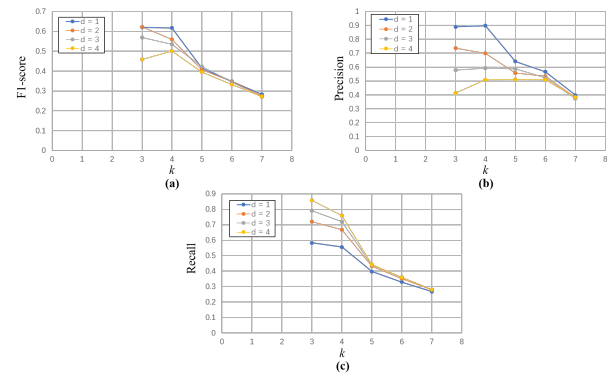 0.7
0.6
0.5
0.4
0.3
0.2
0.1
0
F1-score
d = 1
d = 2
d = 3
d = 4
0 1 2 3 4 5 6 7 8
k
(a)
1
0.9
0.8
0.7
0.6
0.5
0.4
0.3
0.2
0.1
0
Precision
d = 1
d = 2
d = 3
d = 4
0 1 2 3 4 5 6 7 8
k
(b)
0.9
0.8
0.7
0.6
0.5
0.4
0.3
0.2
0.1
0
Recall
d = 1
d = 2
d = 3
d = 4
0 1 2 3 4 5 6 7 8
k
(c)